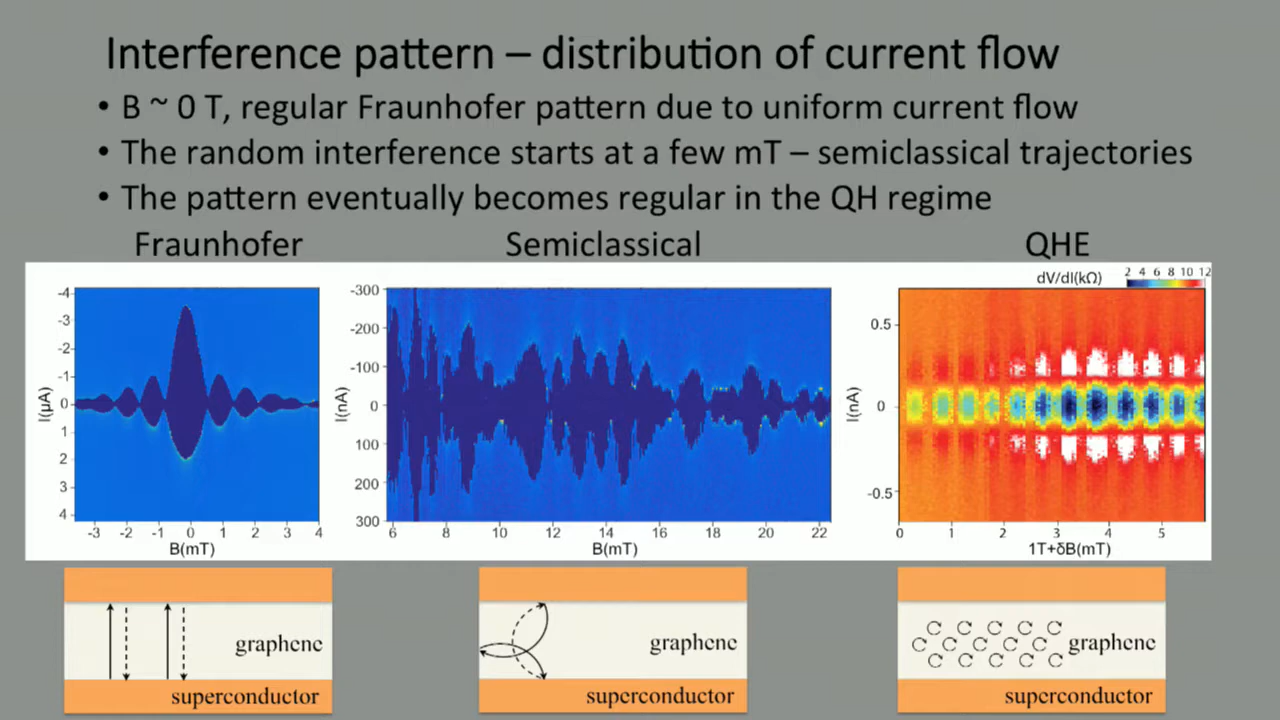 Interference pattern – distribution of current flow
• B ~ 0 T, regular Fraunhofer pattern due to uniform current flow
• The random interference starts at a few mT – semiclassical trajectories
• The pattern eventually becomes regular in the QH regime
Fraunhofer
Semiclassical
QHE
-4
-3
-2
-1
0
1
2
3
4
I(µA)
-3 -2 -1 0 1 2 3 4
B(mT)
-300
-200
-100
0
100
200
300
I(nA)
6 8 10 12 14 16 18 20 22
B(mT)
dV/dI(kΩ)
2 4 6 8 10 12
0.5
0
-0.5
I(nA)
0 1 2 3 4 5
1T+δB(mT)
graphene
superconductor
graphene
superconductor
graphene
superconductor